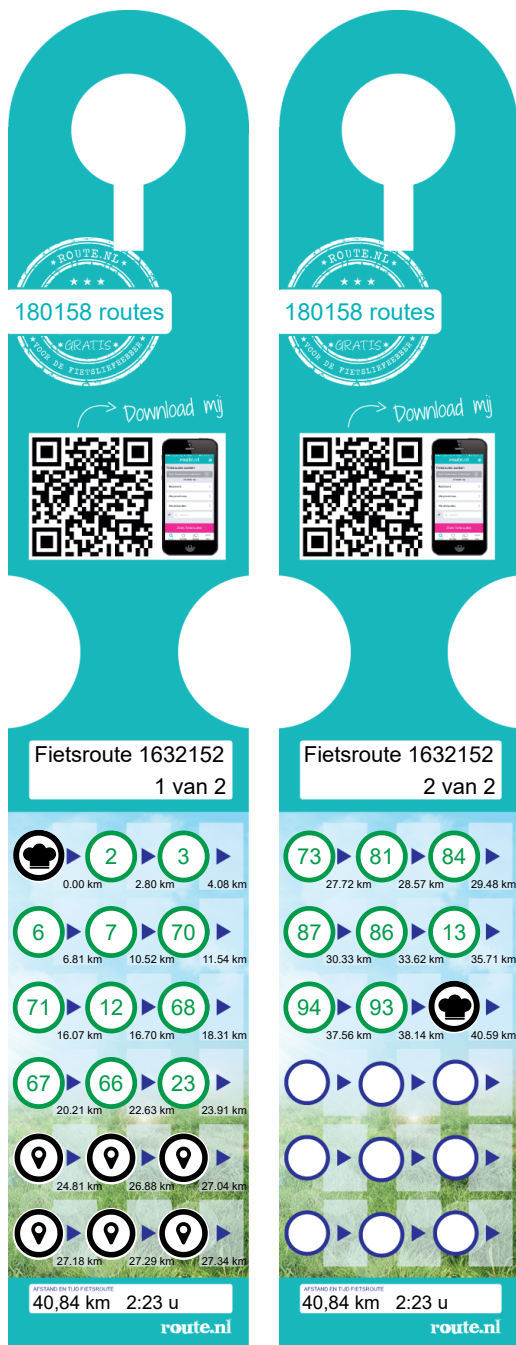 ROUTE.NL
180158 routes
GRATIS
VOOR DE FIETSLIEFHEBBER
Download mij
route.nl
Fietsroute 1632152
1 van 2
2 3
0.00 km 2.80 km 4.08 km
6 7 70
6.81 km 10.52 km 11.54 km
71 12 68
16.07 km 16.70 km 18.31 km
67 66 23
20.21 km 22.63 km 23.91 km
24.81 km 26.88 km 27.04 km
27.18 km 27.29 km 27.34 km
AFSTAND EN TIJD FIETSROUTE
40,84 km 2:23 u
route.nl
ROUTE.NL
180158 routes
GRATIS
VOOR DE FIETSLIEFHEBBER
Download mij
route.nl
Fietsroute 1632152
2 van 2
73 81 84
27.72 km 28.57 km 29.48 km
87 86 13
30.33 km 33.62 km 35.71 km
94 93
37.56 km 38.14 km 40.59 km
AFSTAND EN TIJD FIETSROUTE
40,84 km 2:23 u
route.nl